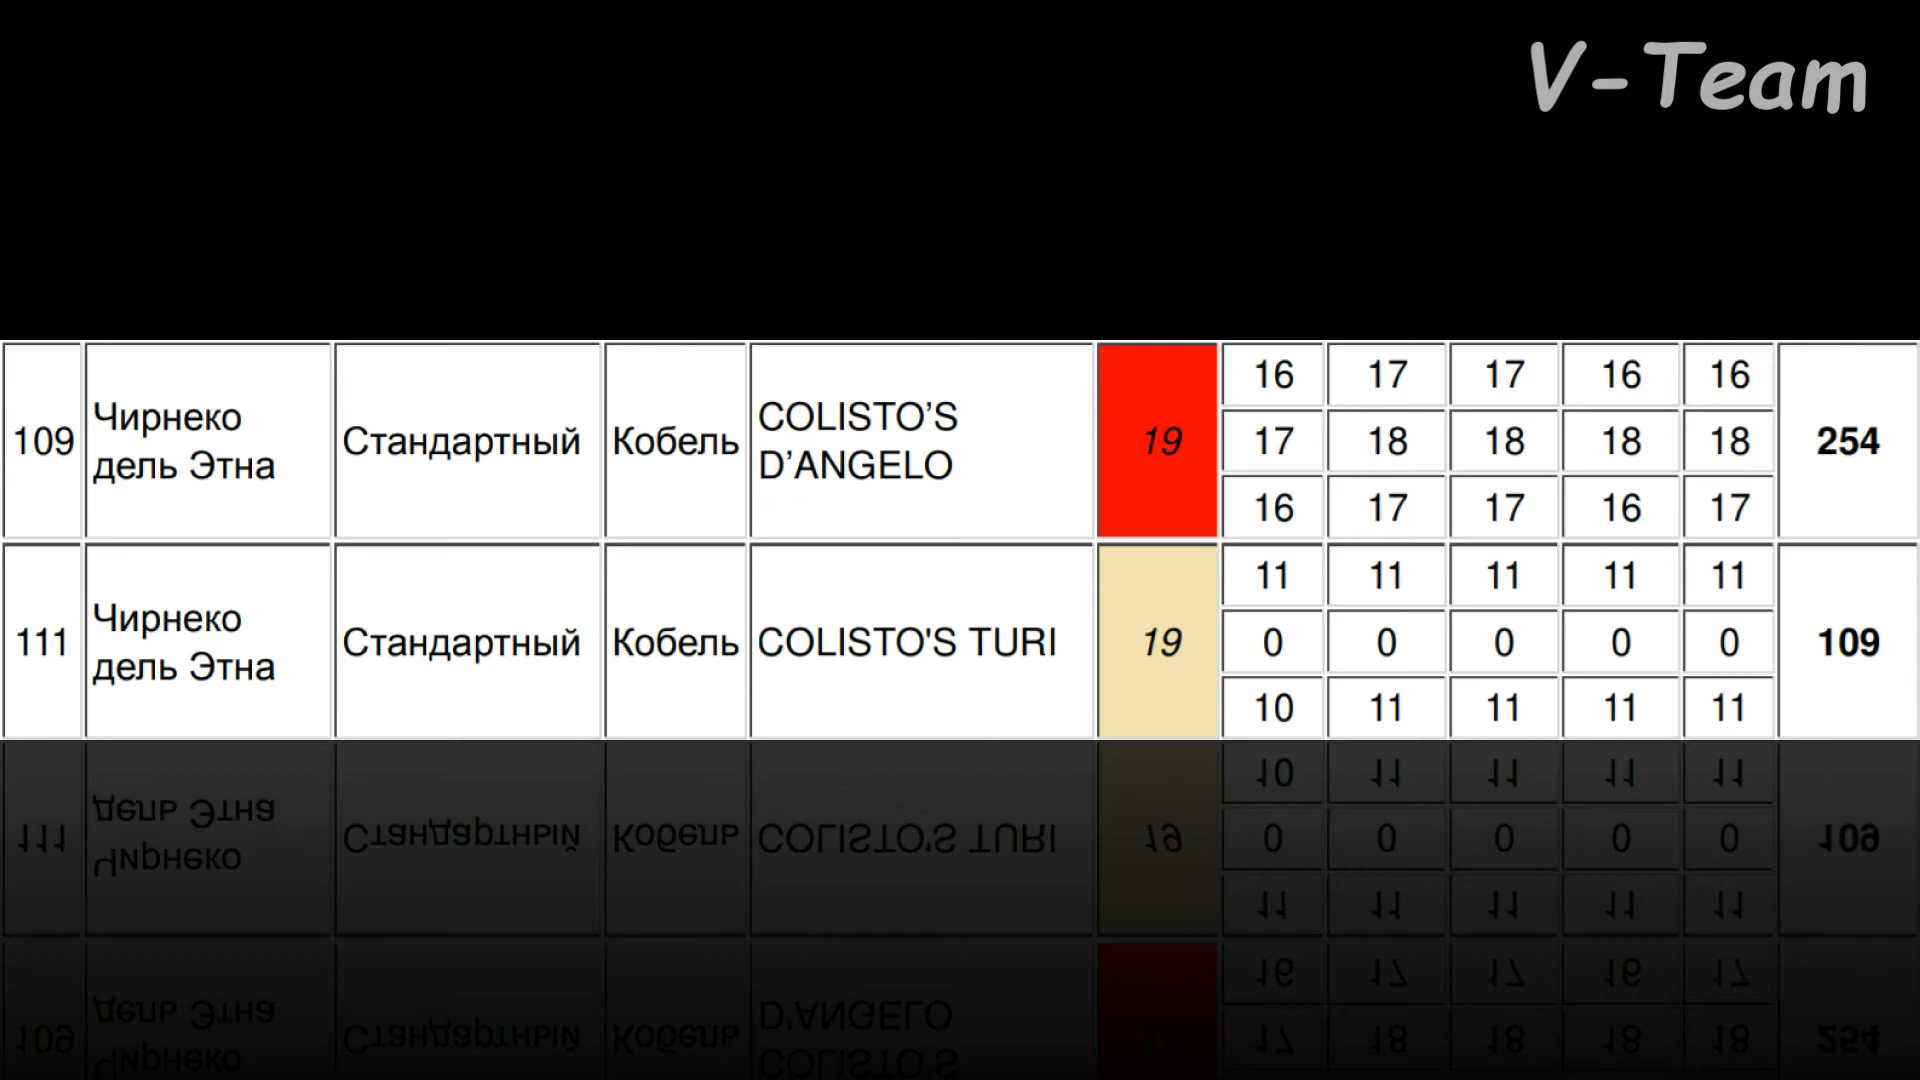 V-Team
109 Чирнеко дель Этна Стандартный Кобель COLISTO’S D’ANGELO 19 16 17 17 16 16 254
17 18 18 18 18
16 17 17 16 17
111 Чирнеко дель Этна Стандартный Кобель COLISTO'S TURI 19 11 11 11 11 11 109
0 0 0 0 0
10 11 11 11 11